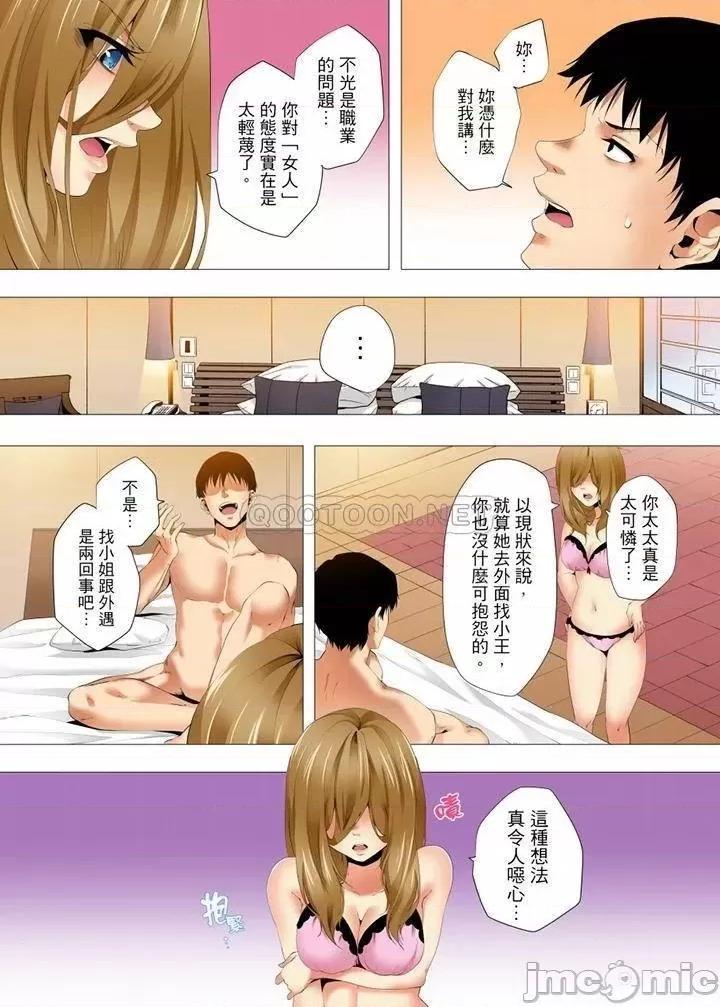 妳…
妳憑什麼
對我講…
不光是職業
的問題…
你對「女人」
的態度實在是
太輕蔑了。
…
你太太真是
太可憐了…
以現狀來說，
就算她去外面找小王，
你也沒什麼可抱怨的。
不是…
找小姐跟外遇
是兩回事吧…
QOOTOON.NET
這種想法
真令人噁心…
嘖
抱緊
jmcomic